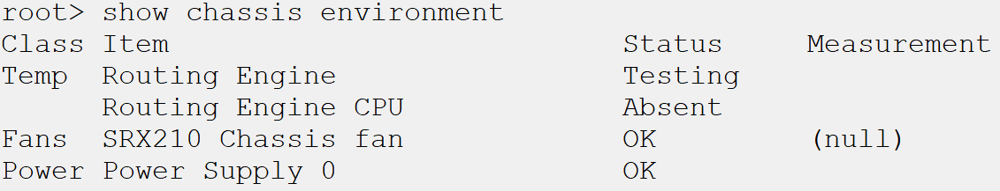 root> show chassis environment
Class Item                           Status     Measurement
Temp  Routing Engine                 Testing
      Routing Engine CPU             Absent
Fans  SRX210 Chassis fan             OK         (null)
Power Power Supply 0                 OK